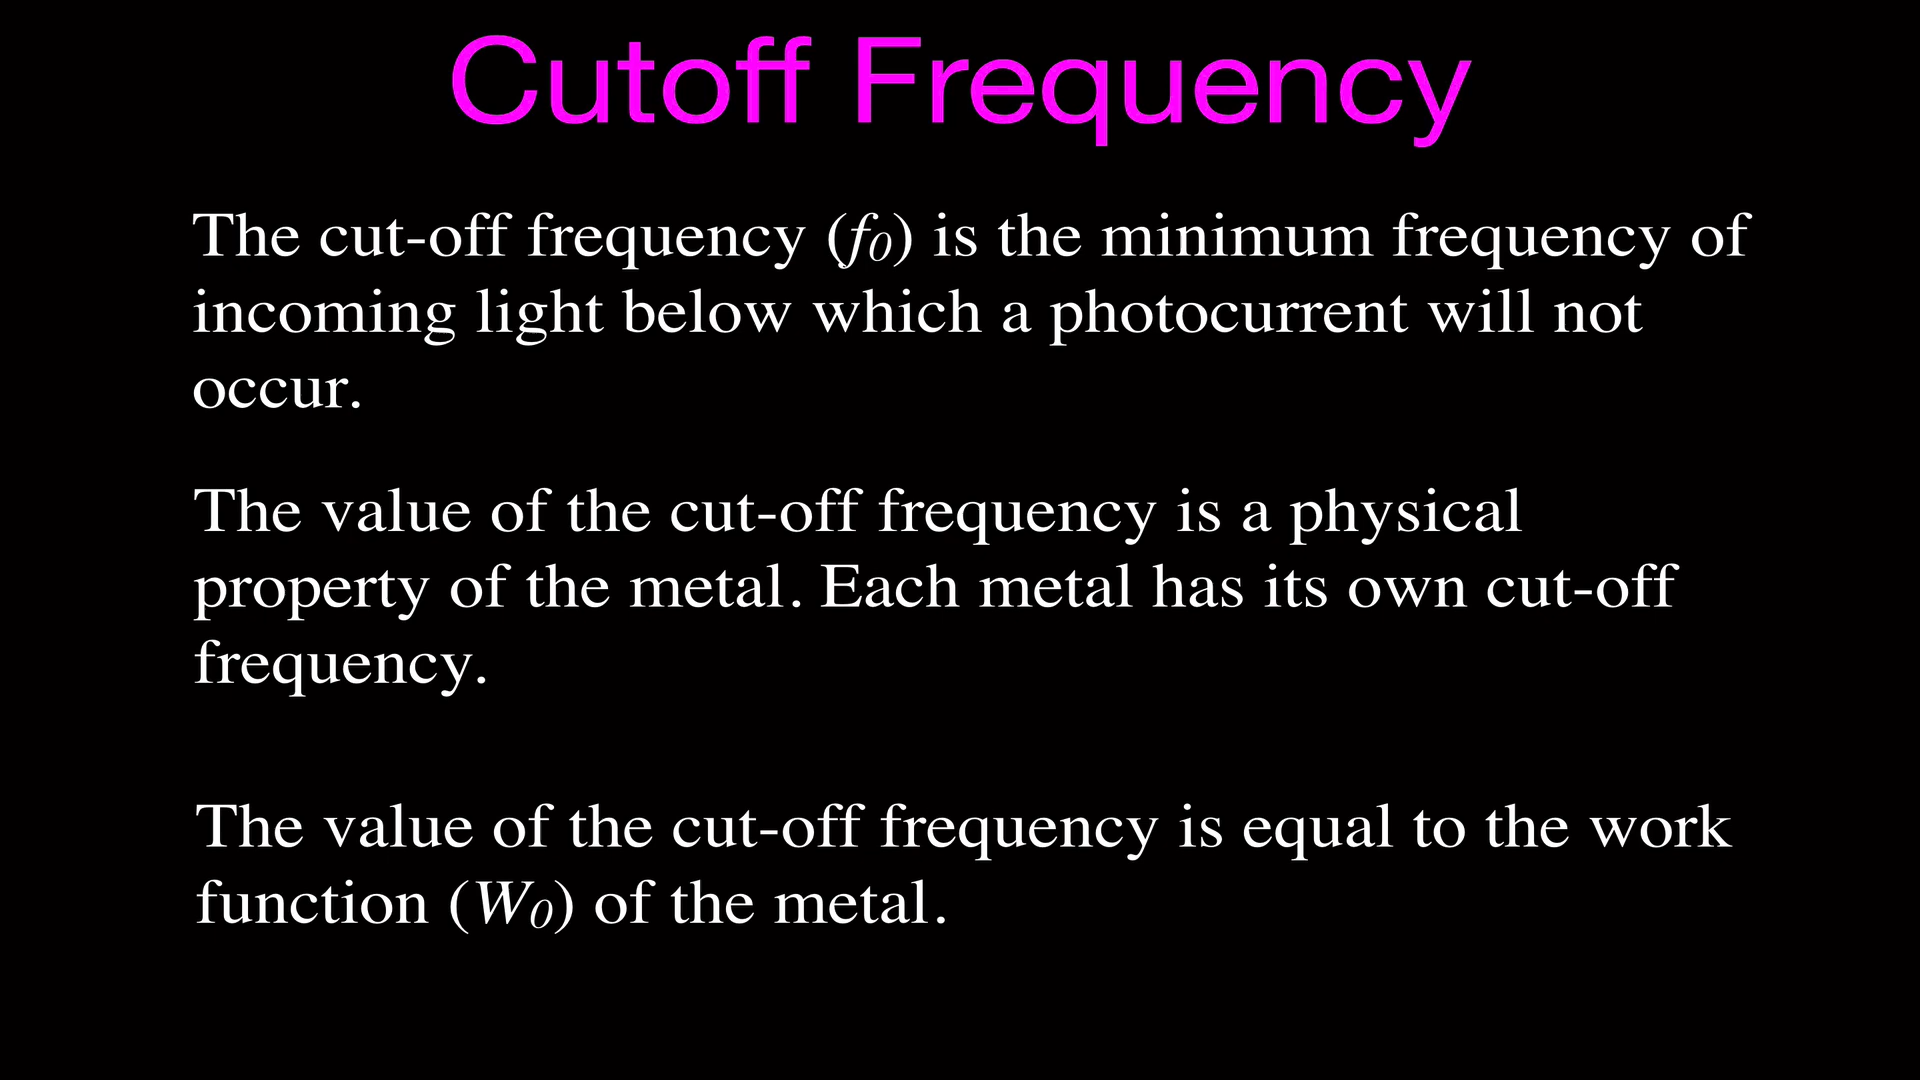 Cutoff Frequency
The cut-off frequency (f₀) is the minimum frequency of
incoming light below which a photocurrent will not
occur.
The value of the cut-off frequency is a physical
property of the metal. Each metal has its own cut-off
frequency.
The value of the cut-off frequency is equal to the work
function (W₀) of the metal.